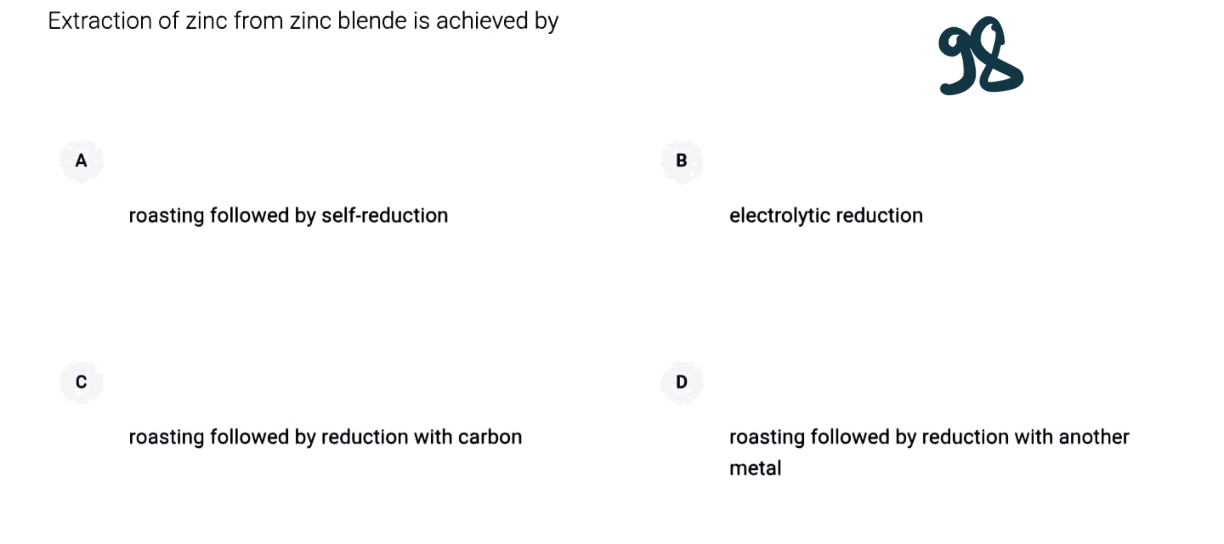 Extraction of zinc from zinc blende is achieved by
98
A
roasting followed by self-reduction
B
electrolytic reduction
C
roasting followed by reduction with carbon
D
roasting followed by reduction with another
metal